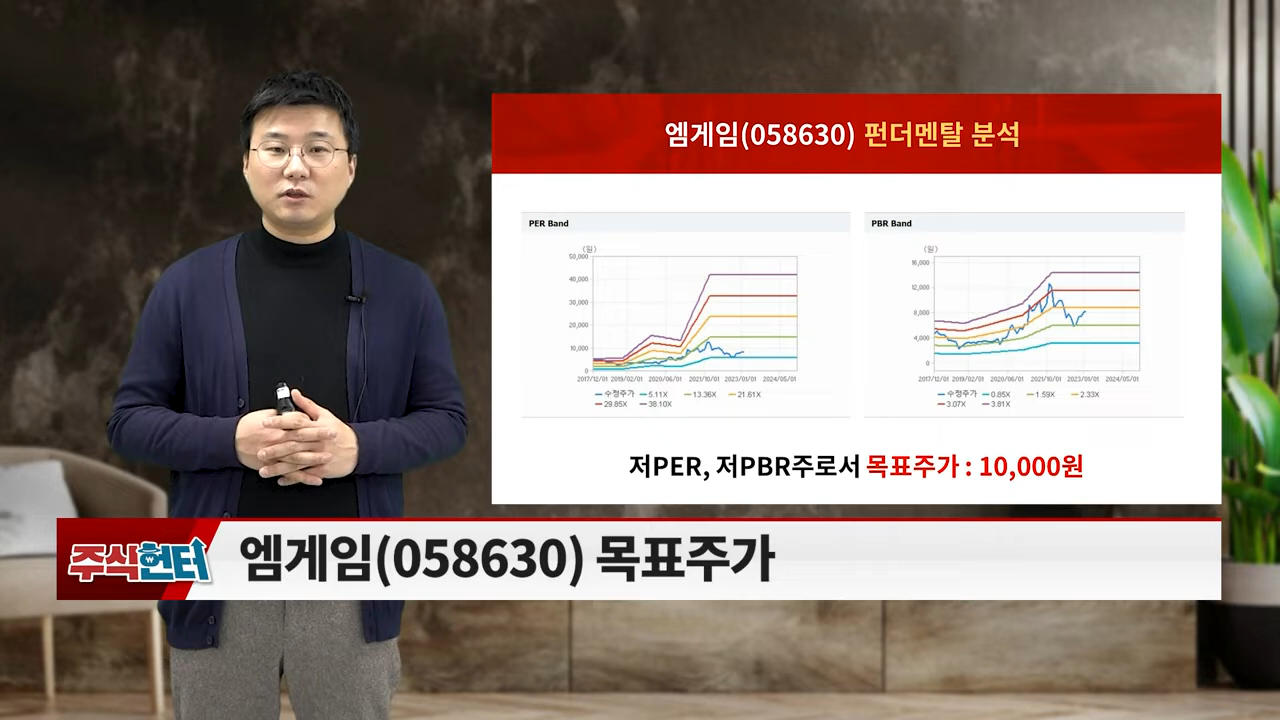 엠게임(058630) 펀더멘탈 분석
PER Band
(원)
50,000
40,000
30,000
20,000
10,000
0
2017/12/01 2019/02/01 2020/06/01 2021/10/01 2023/01/01 2024/05/01
수정주가 5.11X 13.36X 21.61X
29.85X 38.10X
PBR Band
(원)
16,000
12,000
8,000
4,000
0
2017/12/01 2019/02/01 2020/06/01 2021/10/01 2023/01/01 2024/05/01
수정주가 0.85X 1.59X 2.33X
3.07X 3.81X
저PER, 저PBR주로서 목표주가 : 10,000원
주식헌터
엠게임(058630) 목표주가